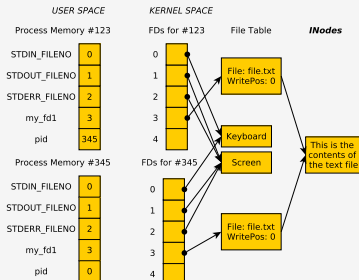 USER SPACE
KERNEL SPACE
Process Memory #123
FDs for #123
File Table
INodes
STDIN_FILENO 0
STDOUT_FILENO 1
STDERR_FILENO 2
my_fd1 3
pid 345
0
1
2
3
4
File: file.txt
WritePos: 0
Keyboard
Screen
This is the
contents of
the text file
Process Memory #345
FDs for #345
STDIN_FILENO 0
STDOUT_FILENO 1
STDERR_FILENO 2
my_fd1 3
pid 0
0
1
2
3
4
File: file.txt
WritePos: 0